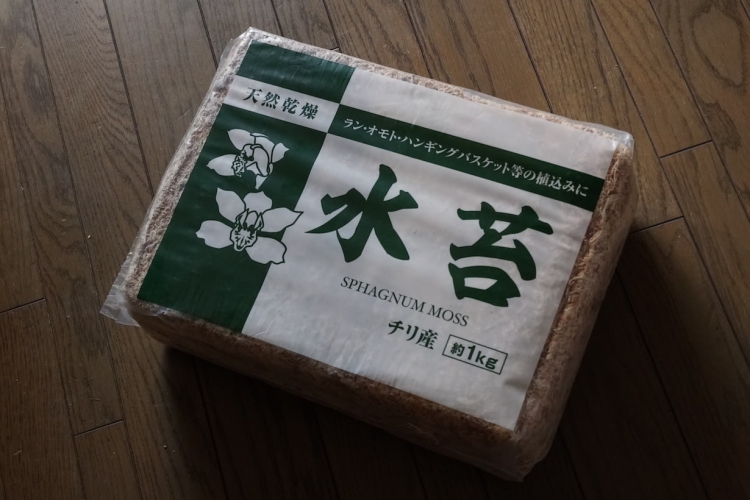 天然乾燥
ラン・オモト・ハンギングバスケット等の植込みに
水苔
SPHAGNUM MOSS
チリ産 約1kg